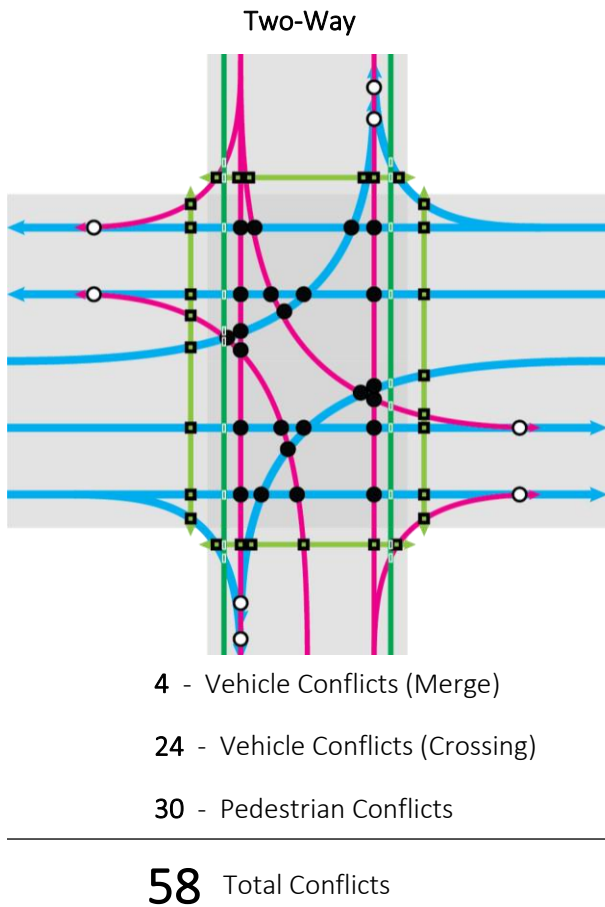 Two-Way
4 - Vehicle Conflicts (Merge)
24 - Vehicle Conflicts (Crossing)
30 - Pedestrian Conflicts
58 Total Conflicts